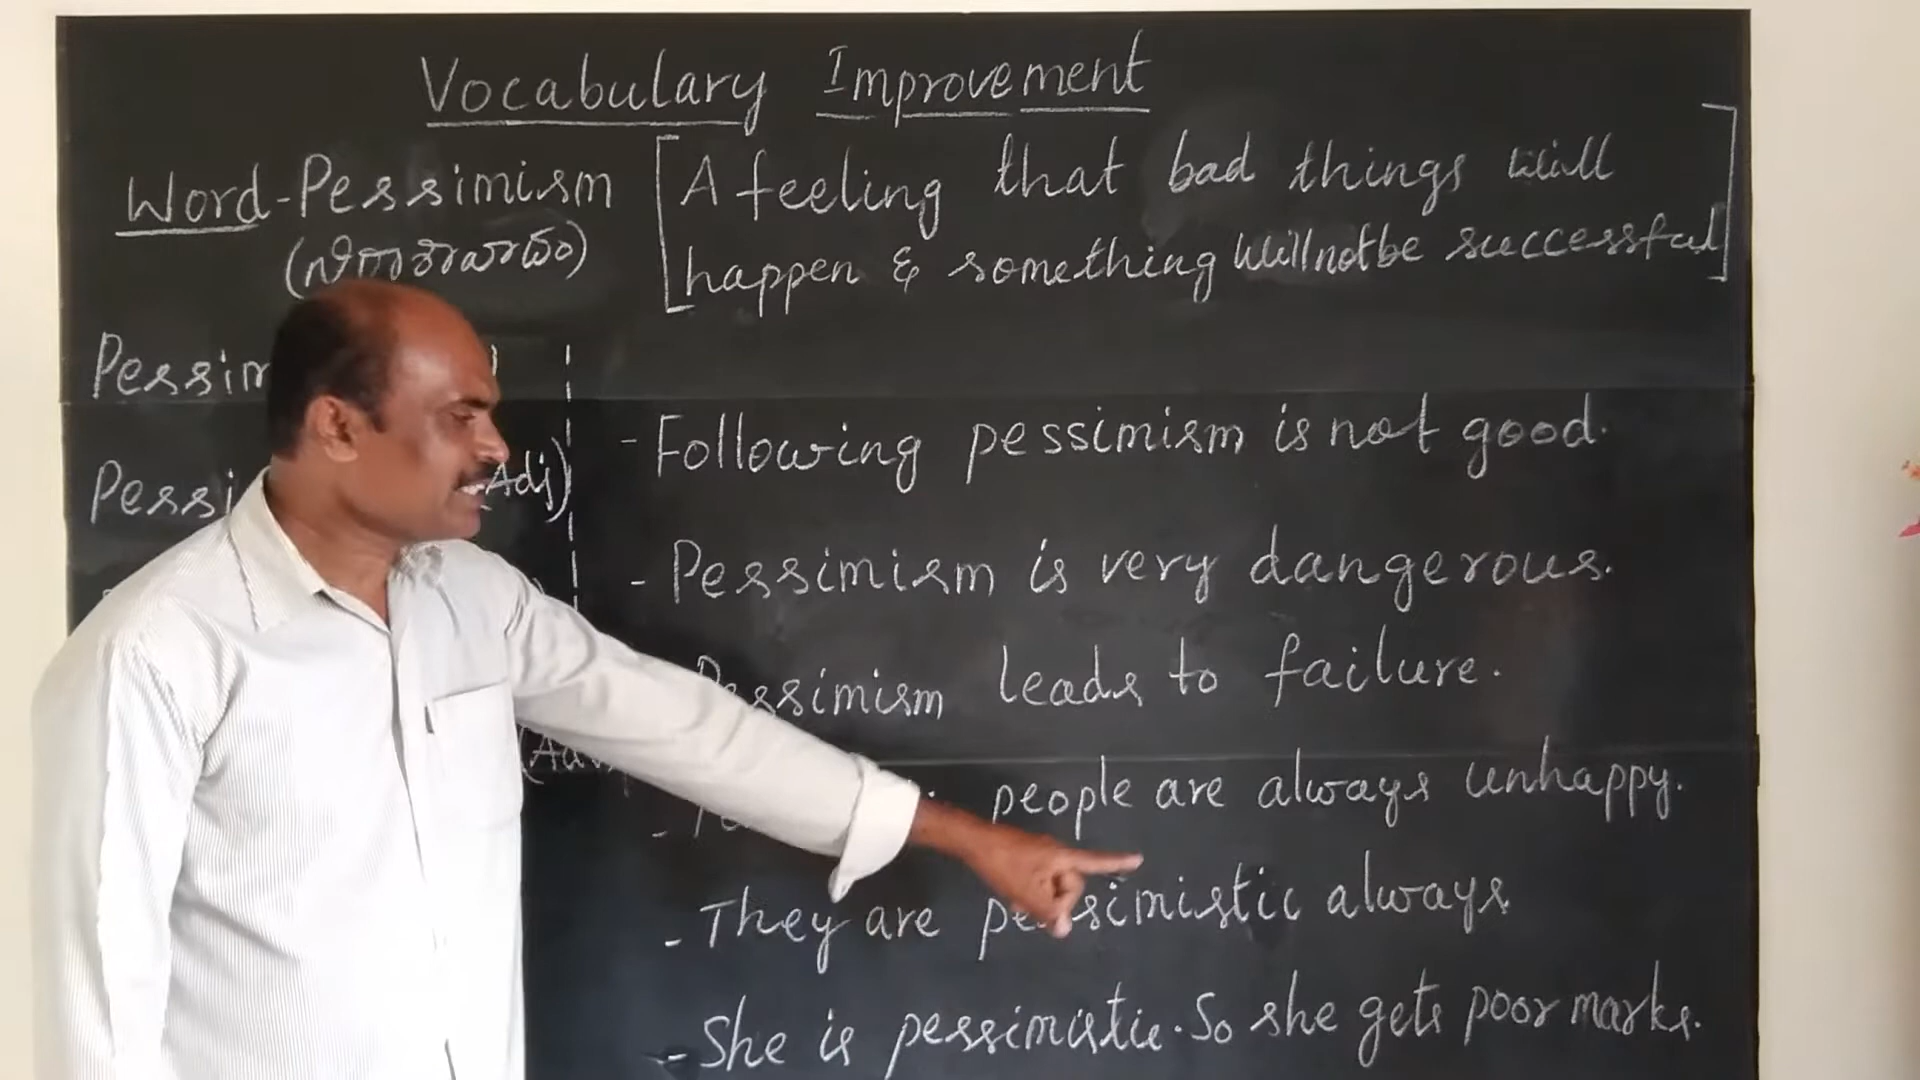 Vocabulary Improvement
Word-Pessimism
(నిరాశావాదం)
[A feeling that bad things will
happen & something will not be successful]
Adj)
- Following pessimism is not good.
- Pessimism is very dangerous.
Pessimism leads to failure.
- people are always unhappy.
- They are pessimistic always
- She is pessimistic. So she gets poor marks.